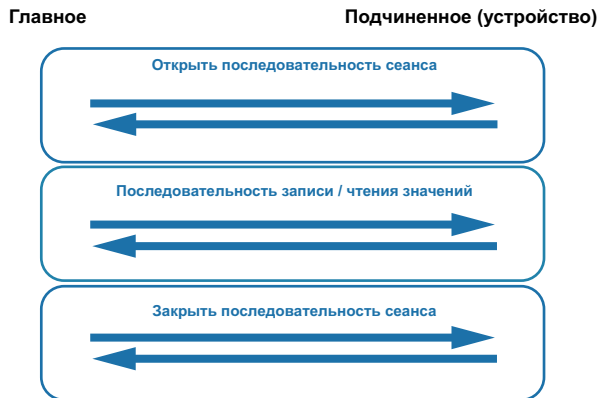 Главное
Подчиненное (устройство)
Открыть последовательность сеанса
Последовательность записи / чтения значений
Закрыть последовательность сеанса